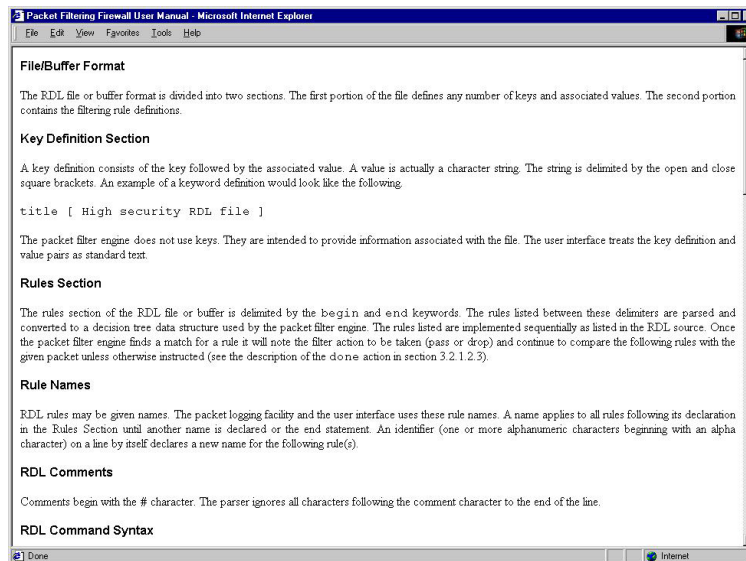 Packet Filtering Firewall User Manual - Microsoft Internet Explorer
File Edit View Favorites Tools Help
File/Buffer Format
The RDL file or buffer format is divided into two sections. The first portion of the file defines any number of keys and associated values. The second portion
contains the filtering rule definitions.
Key Definition Section
A key definition consists of the key followed by the associated value. A value is actually a character string. The string is delimited by the open and close
square brackets. An example of a keyword definition would look like the following.
title [ High security RDL file ]
The packet filter engine does not use keys. They are intended to provide information associated with the file. The user interface treats the key definition and
value pairs as standard text.
Rules Section
The rules section of the RDL file or buffer is delimited by the begin and end keywords. The rules listed between these delimiters are parsed and
converted to a decision tree data structure used by the packet filter engine. The rules listed are implemented sequentially as listed in the RDL source. Once
the packet filter engine finds a match for a rule it will note the filter action to be taken (pass or drop) and continue to compare the following rules with the
given packet unless otherwise instructed (see the description of the done action in section 3.2.1.2.3).
Rule Names
RDL rules may be given names. The packet logging facility and the user interface uses these rule names. A name applies to all rules following its declaration
in the Rules Section until another name is declared or the end statement. An identifier (one or more alphanumeric characters beginning with an alpha
character) on a line by itself declares a new name for the following rule(s).
RDL Comments
Comments begin with the # character. The parser ignores all characters following the comment character to the end of the line.
RDL Command Syntax
Done
Internet